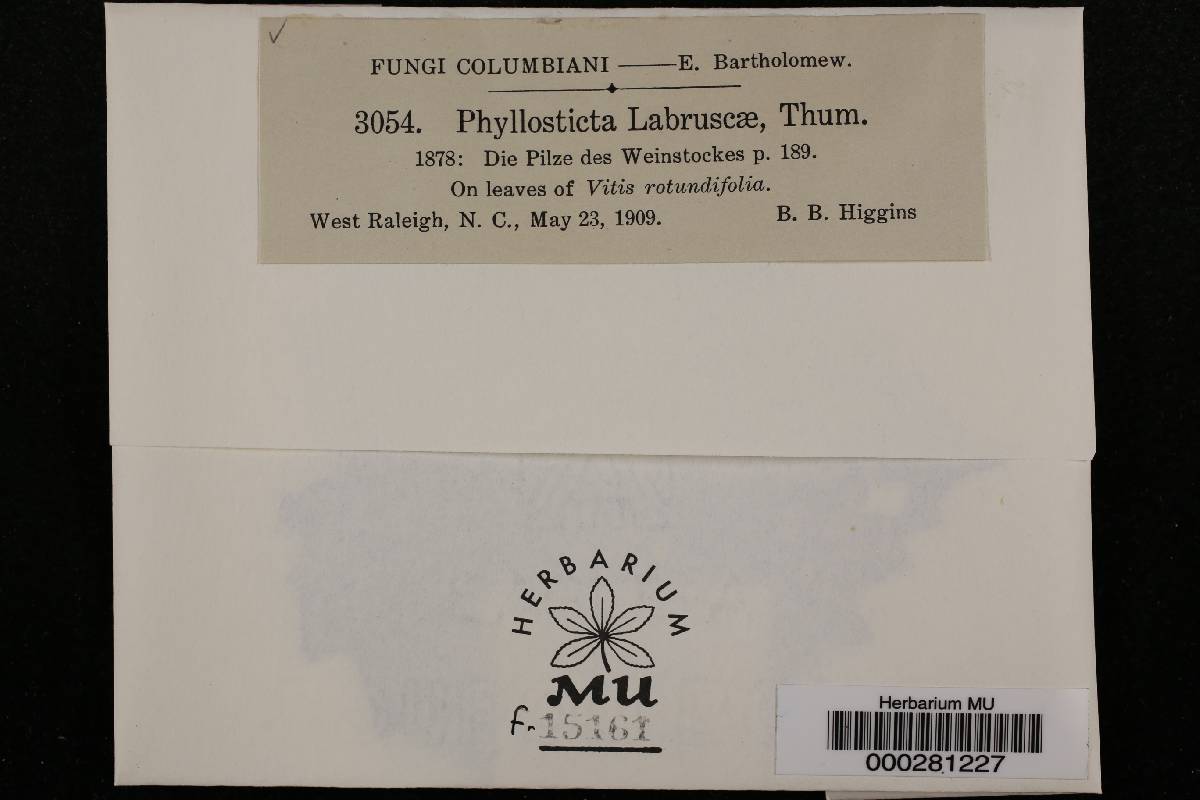 FUNGI COLUMBIANI ——E. Bartholomew.
3054. Phyllosticta Labruscæ, Thum.
1878: Die Pilze des Weinstockes p. 189.
On leaves of Vitis rotundifolia.
West Raleigh, N. C., May 23, 1909. B. B. Higgins
HERBARIUM
MU
F. 15161
Herbarium MU
000281227